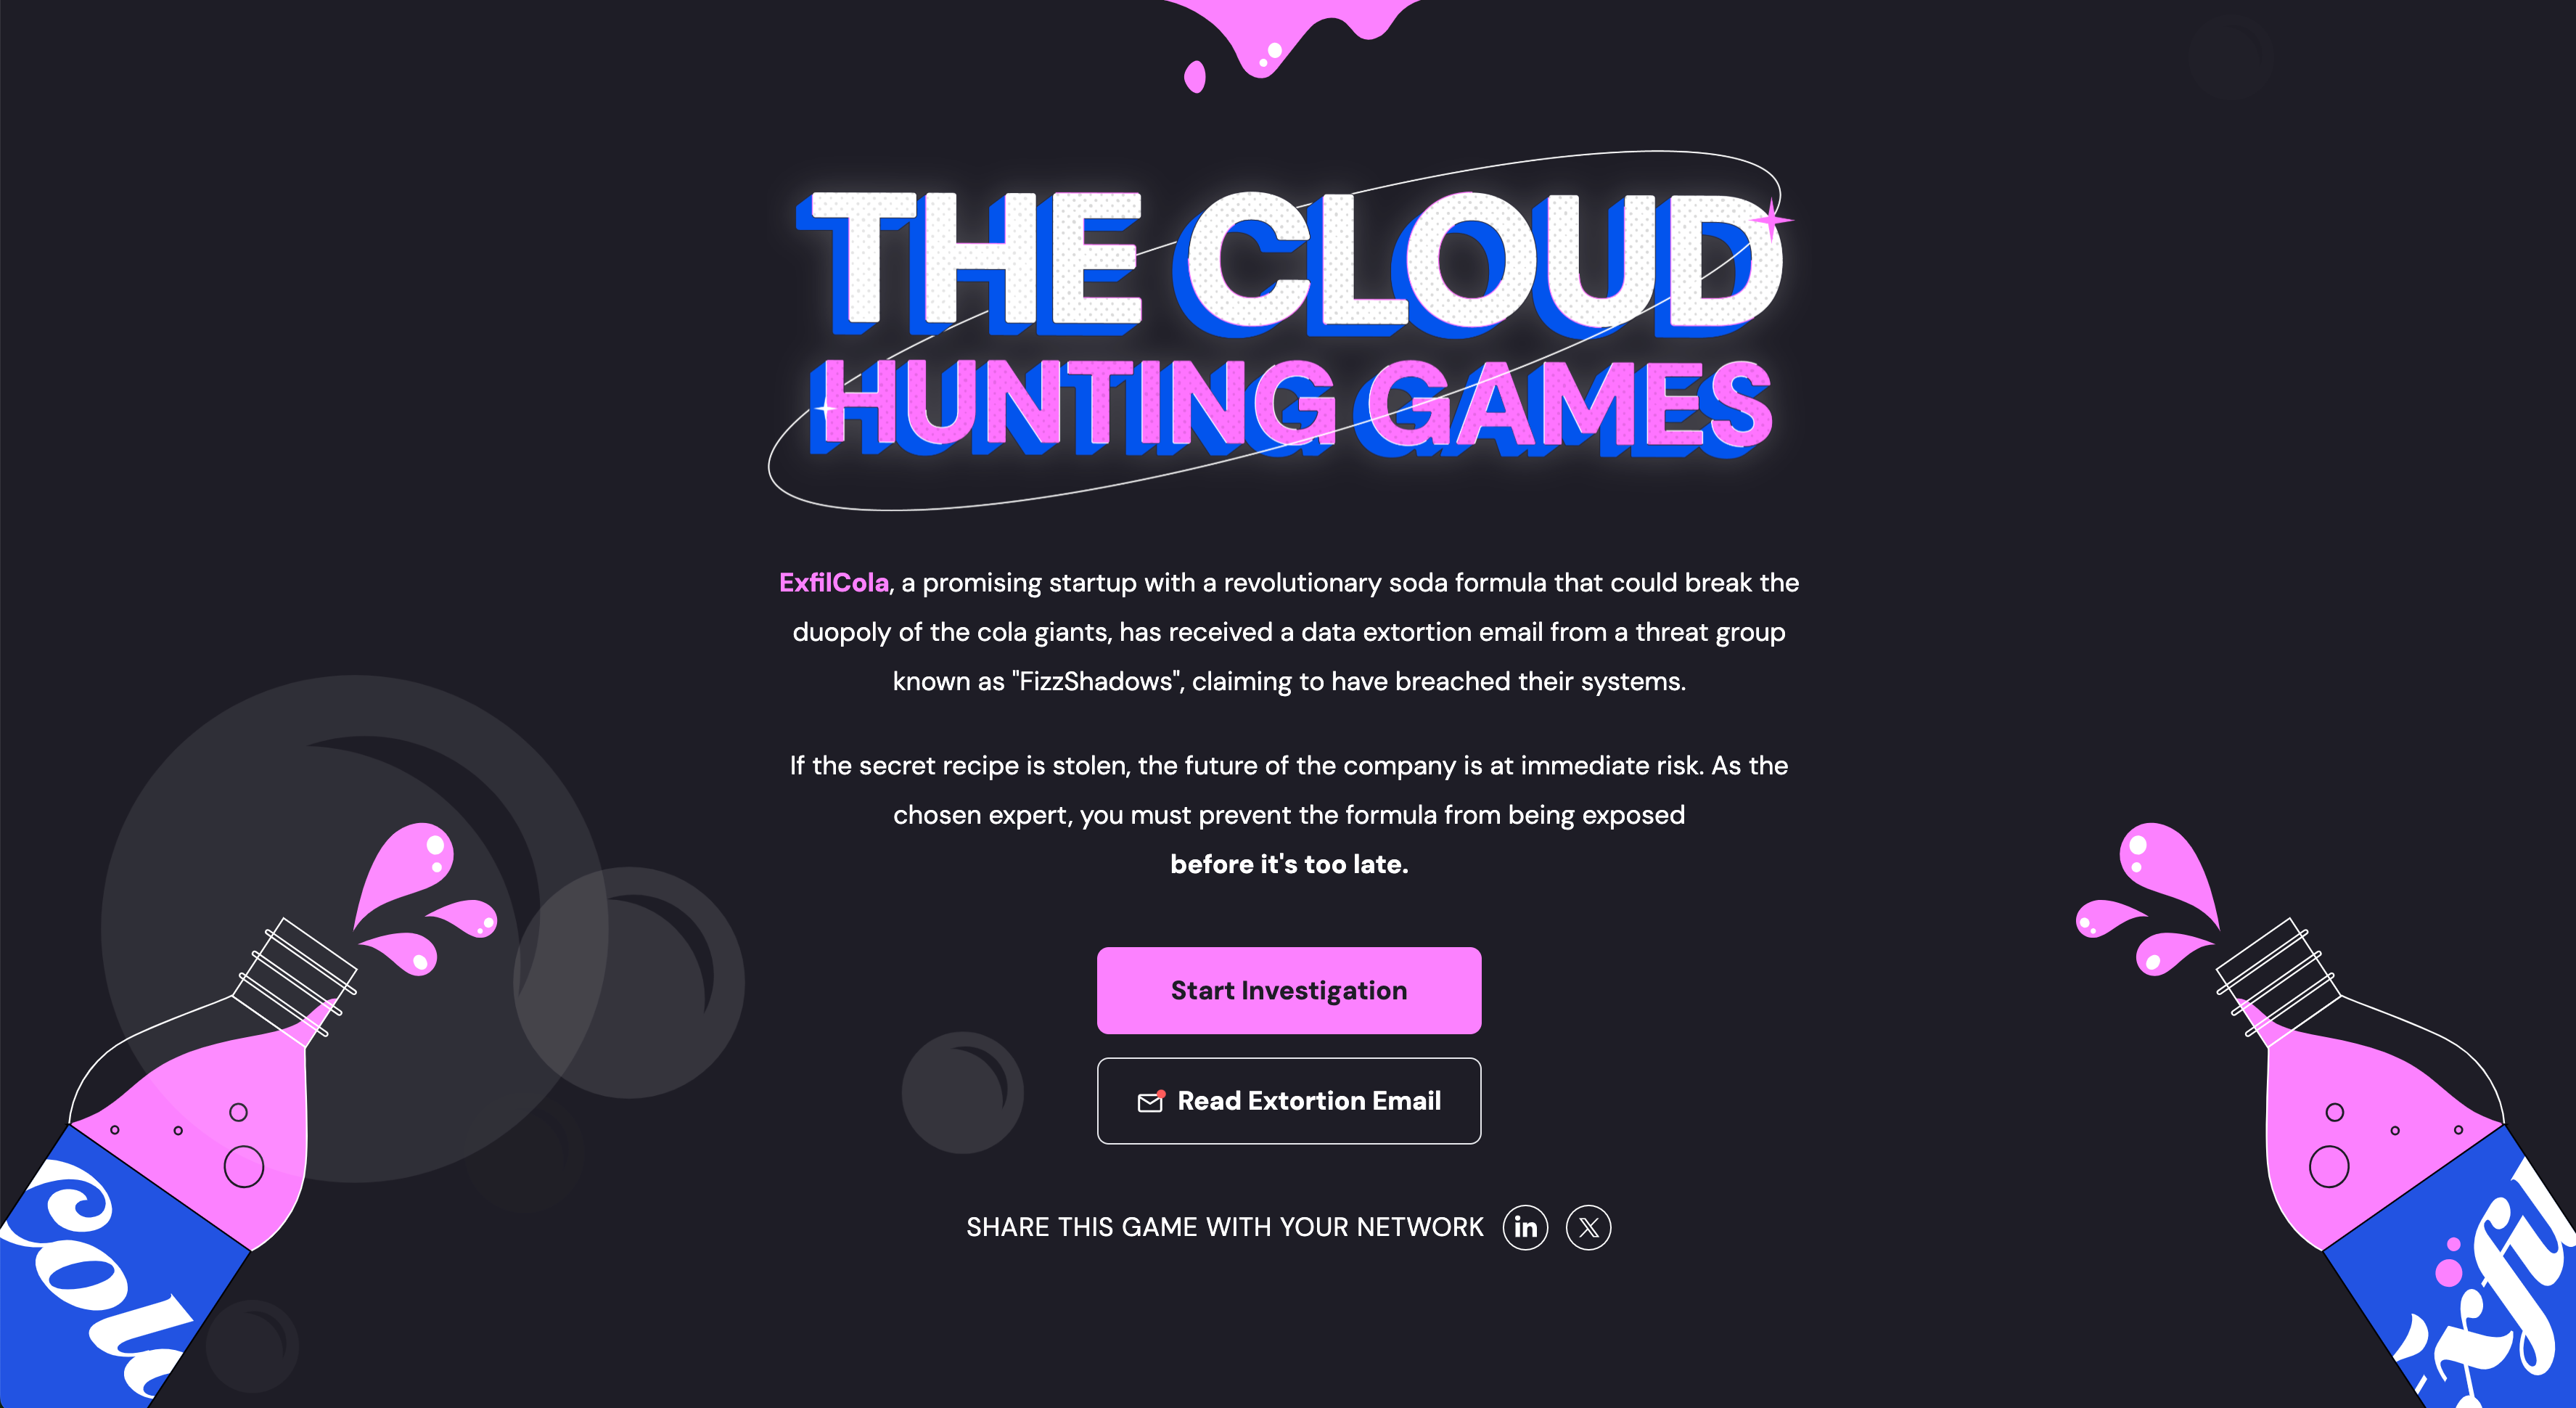 THE CLOUD
HUNTING GAMES
ExfilCola, a promising startup with a revolutionary soda formula that could break the
duopoly of the cola giants, has received a data extortion email from a threat group
known as "FizzShadows", claiming to have breached their systems.
If the secret recipe is stolen, the future of the company is at immediate risk. As the
chosen expert, you must prevent the formula from being exposed
before it's too late.
Start Investigation
Read Extortion Email
SHARE THIS GAME WITH YOUR NETWORK in X
Cola
Exfil